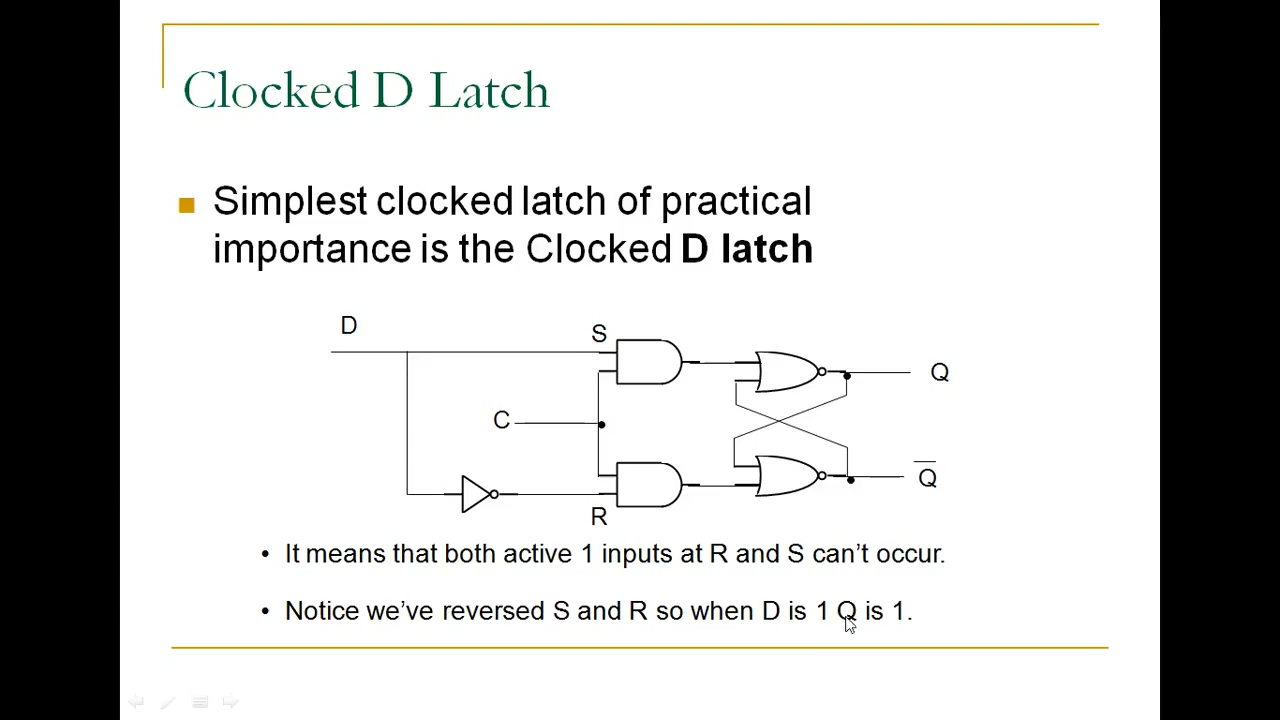 Clocked D Latch
Simplest clocked latch of practical
importance is the Clocked D latch
D
S
C
Q
Q̅
R
• It means that both active 1 inputs at R and S can't occur.
• Notice we've reversed S and R so when D is 1 Q is 1.